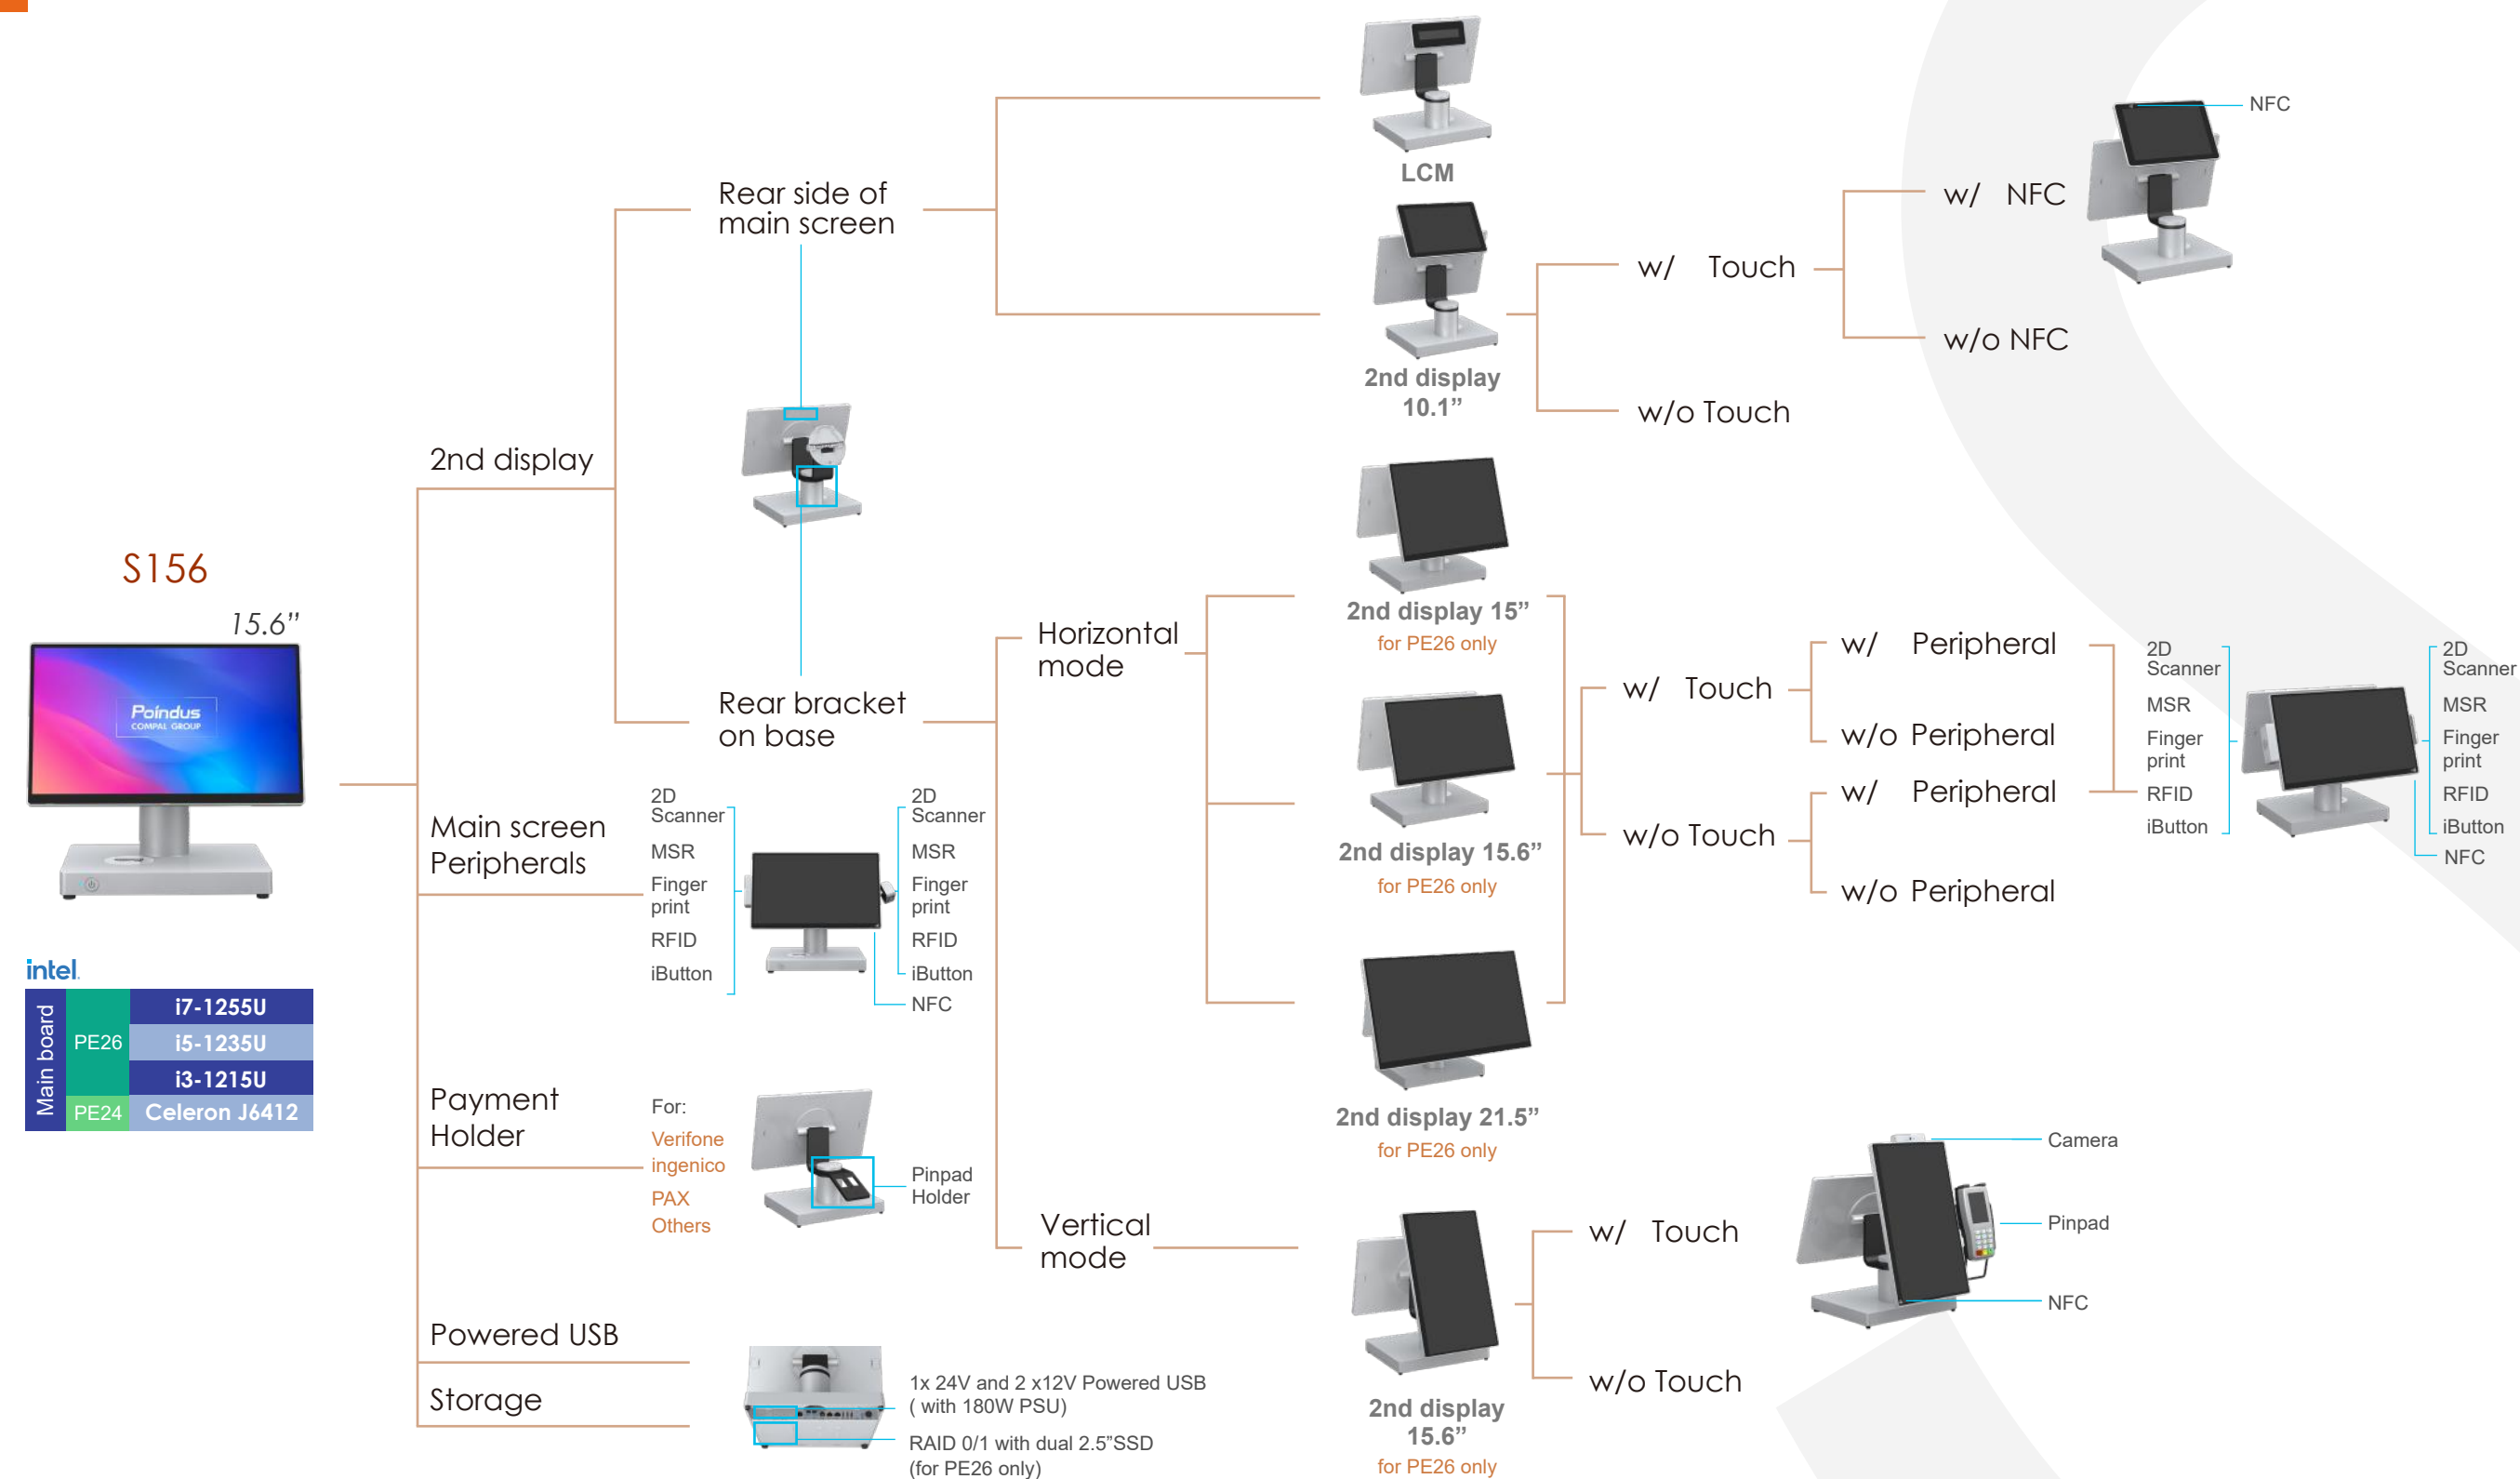 S156
15.6”
Poindus
COMPAL GROUP
intel.
Main board
PE26
i7-1255U
i5-1235U
i3-1215U
PE24
Celeron J6412
2nd display
Rear side of
main screen
LCM
2nd display
10.1”
w/ Touch
w/ NFC
NFC
w/o NFC
w/o Touch
Rear bracket
on base
Horizontal
mode
2nd display 15”
for PE26 only
2nd display 15.6”
for PE26 only
2nd display 21.5”
for PE26 only
w/ Touch
w/ Peripheral
w/o Peripheral
w/o Touch
w/ Peripheral
w/o Peripheral
2D
Scanner
MSR
Finger
print
RFID
iButton
2D
Scanner
MSR
Finger
print
RFID
iButton
NFC
Vertical
mode
2nd display
15.6”
for PE26 only
w/ Touch
w/o Touch
Camera
Pinpad
NFC
Main screen
Peripherals
2D
Scanner
MSR
Finger
print
RFID
iButton
2D
Scanner
MSR
Finger
print
RFID
iButton
NFC
Payment
Holder
For:
Verifone
ingenico
PAX
Others
Pinpad
Holder
Powered USB
1x 24V and 2 x12V Powered USB
( with 180W PSU)
Storage
RAID 0/1 with dual 2.5”SSD
(for PE26 only)